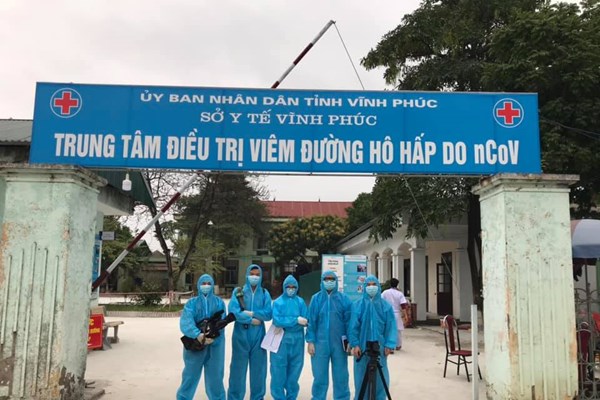 ỦY BAN NHÂN DÂN TỈNH VĨNH PHÚC
SỞ Y TẾ VĨNH PHÚC
TRUNG TÂM ĐIỀU TRỊ VIÊM ĐƯỜNG HÔ HẤP DO nCoV